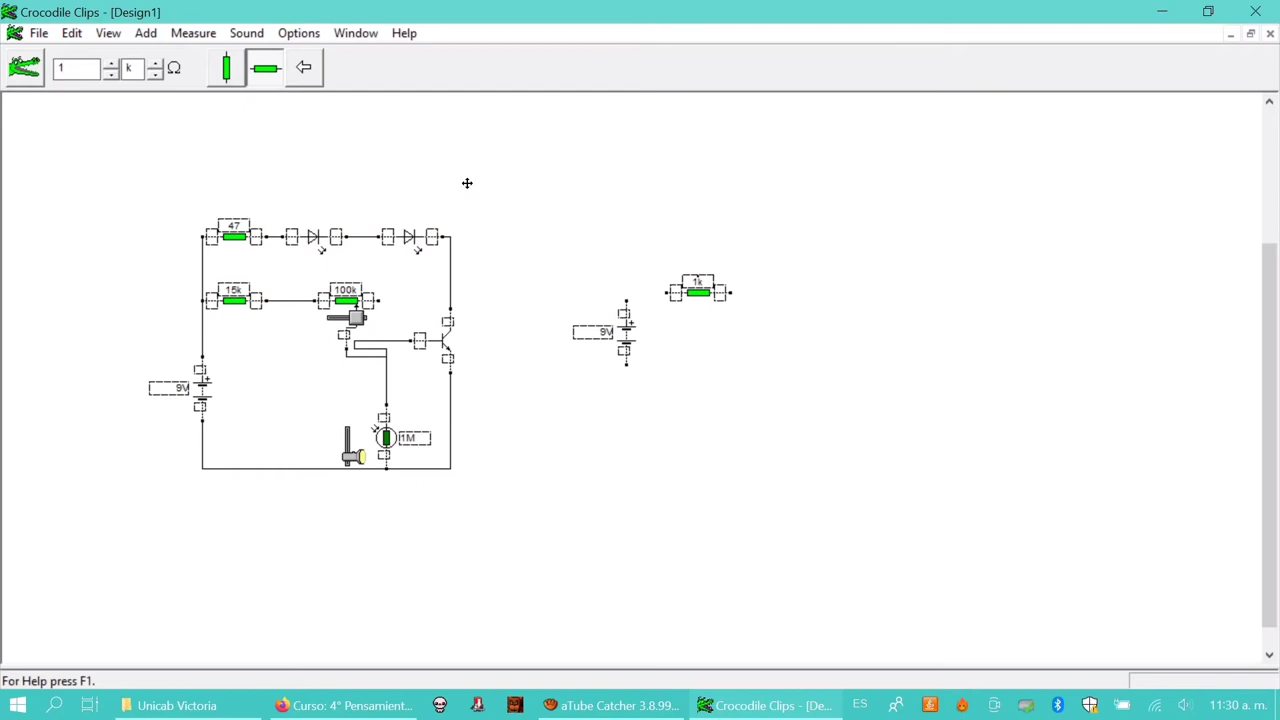 Crocodile Clips - [Design1]
File Edit View Add Measure Sound Options Window Help
1 k Ω
47
15k 100k
1k
9V
9V
1M
For Help press F1.
Unicab Victoria Curso: 4° Pensamient... aTube Catcher 3.8.99... Crocodile Clips - [De... ES 11:30 a. m.